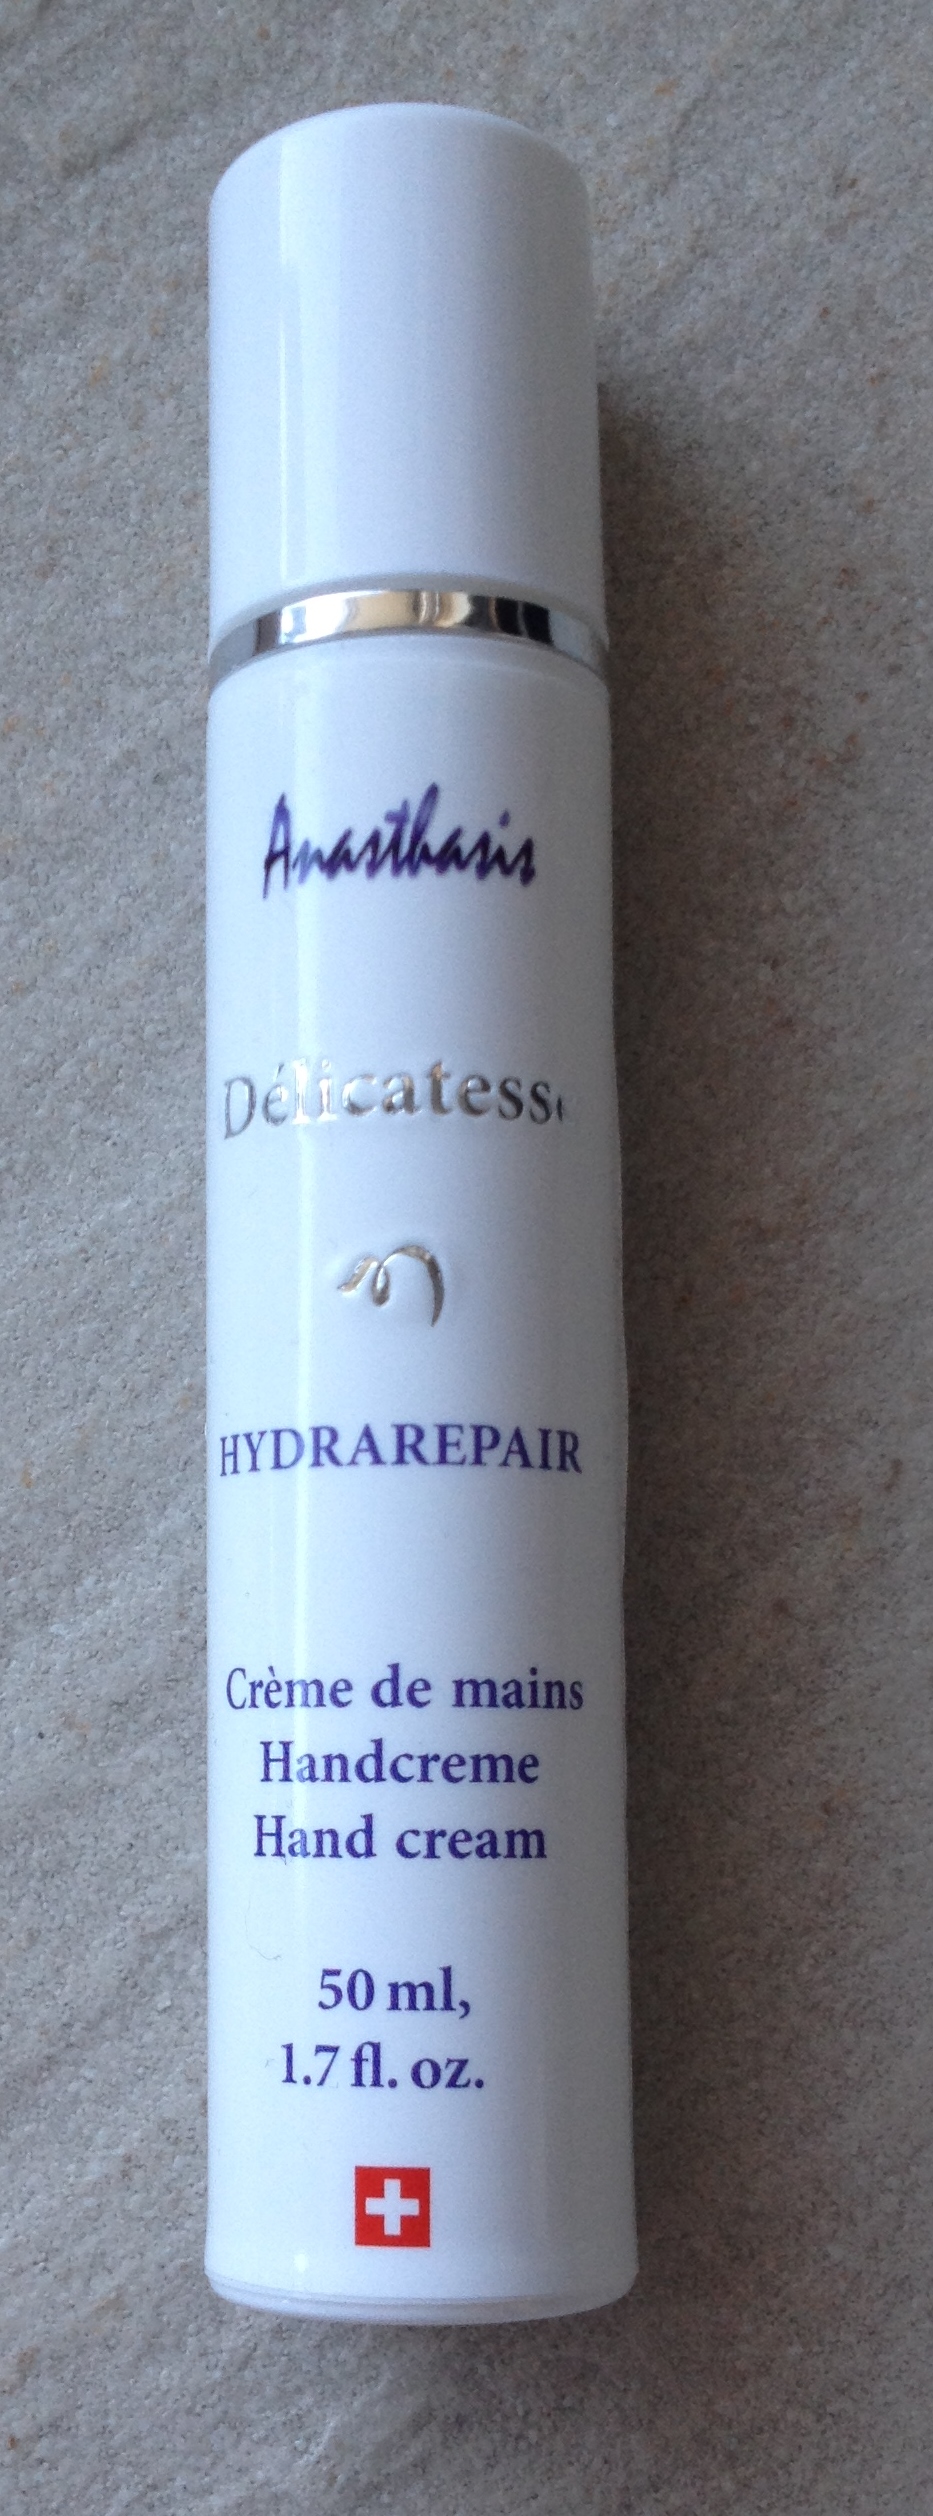 Anasthasis
Délicatesse
HYDRAREPAIR
Crème de mains
Handcreme
Hand cream
50 ml,
1.7 fl. oz.